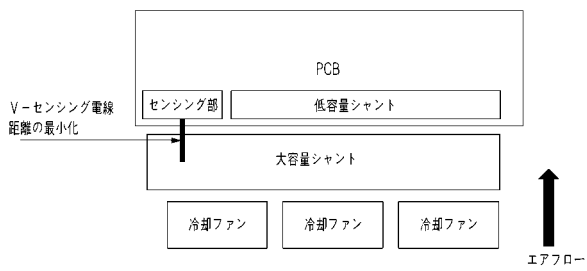 PCB
センシング部
低容量シャント
V-センシング電線
距離の最小化
大容量シャント
冷却ファン
冷却ファン
冷却ファン
エアフロー